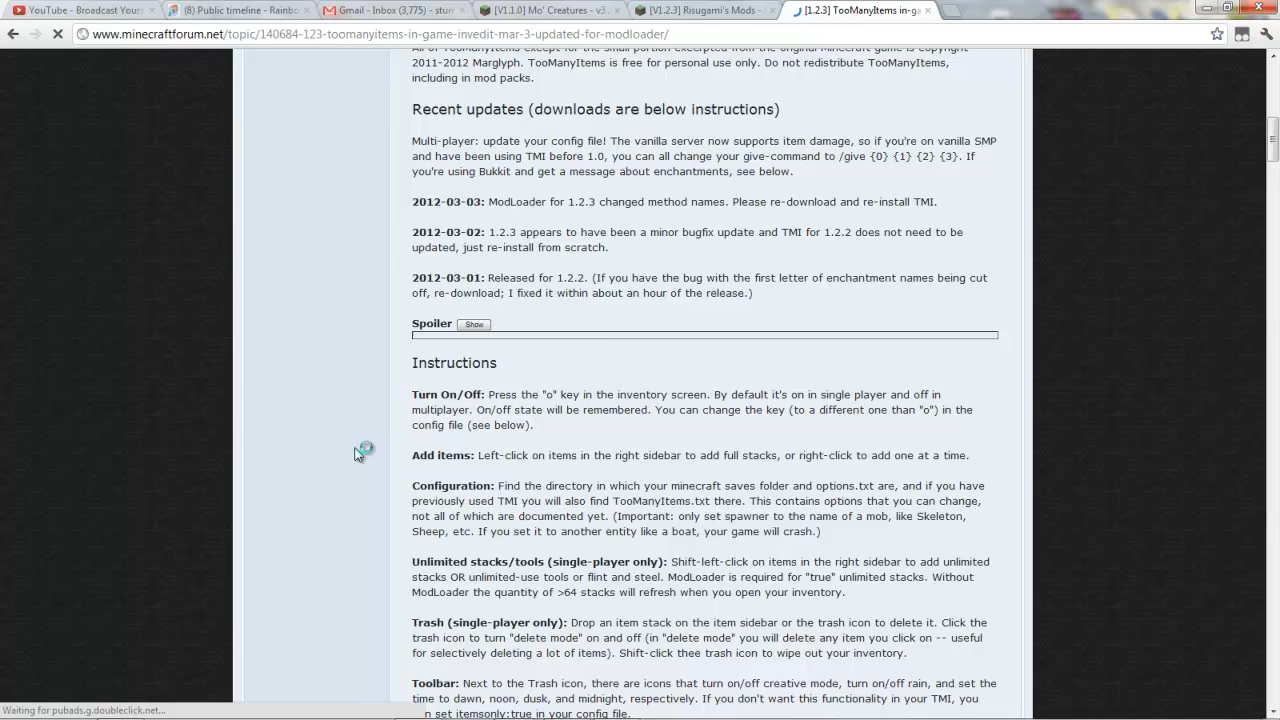 YouTube - Broadcast Yours
(8) Public timeline - Rainbo
Gmail - Inbox (3,775) - sturn
[V1.1.0] Mo' Creatures - v3.
[V1.2.3] Risugami's Mods -
[1.2.3] TooManyItems in-ga
www.minecraftforum.net/topic/140684-123-toomanyitems-in-game-invedit-mar-3-updated-for-modloader/
All of TooManyItems except for the small portion excerpted from the original Minecraft game is copyright
2011-2012 Marglyph. TooManyItems is free for personal use only. Do not redistribute TooManyItems,
including in mod packs.
Recent updates (downloads are below instructions)
Multi-player: update your config file! The vanilla server now supports item damage, so if you're on vanilla SMP
and have been using TMI before 1.0, you can all change your give-command to /give {0} {1} {2} {3}. If
you're using Bukkit and get a message about enchantments, see below.
2012-03-03: ModLoader for 1.2.3 changed method names. Please re-download and re-install TMI.
2012-03-02: 1.2.3 appears to have been a minor bugfix update and TMI for 1.2.2 does not need to be
updated, just re-install from scratch.
2012-03-01: Released for 1.2.2. (If you have the bug with the first letter of enchantment names being cut
off, re-download; I fixed it within about an hour of the release.)
Spoiler Show
Instructions
Turn On/Off: Press the "o" key in the inventory screen. By default it's on in single player and off in
multiplayer. On/off state will be remembered. You can change the key (to a different one than "o") in the
config file (see below).
Add items: Left-click on items in the right sidebar to add full stacks, or right-click to add one at a time.
Configuration: Find the directory in which your minecraft saves folder and options.txt are, and if you have
previously used TMI you will also find TooManyItems.txt there. This contains options that you can change,
not all of which are documented yet. (Important: only set spawner to the name of a mob, like Skeleton,
Sheep, etc. If you set it to another entity like a boat, your game will crash.)
Unlimited stacks/tools (single-player only): Shift-left-click on items in the right sidebar to add unlimited
stacks OR unlimited-use tools or flint and steel. ModLoader is required for "true" unlimited stacks. Without
ModLoader the quantity of >64 stacks will refresh when you open your inventory.
Trash (single-player only): Drop an item stack on the item sidebar or the trash icon to delete it. Click the
trash icon to turn "delete mode" on and off (in "delete mode" you will delete any item you click on -- useful
for selectively deleting a lot of items). Shift-click thee trash icon to wipe out your inventory.
Toolbar: Next to the Trash icon, there are icons that turn on/off creative mode, turn on/off rain, and set the
time to dawn, noon, dusk, and midnight, respectively. If you don't want this functionality in your TMI, you
n set itemsonly:true in your config file.
Waiting for pubads.g.doubleclick.net...